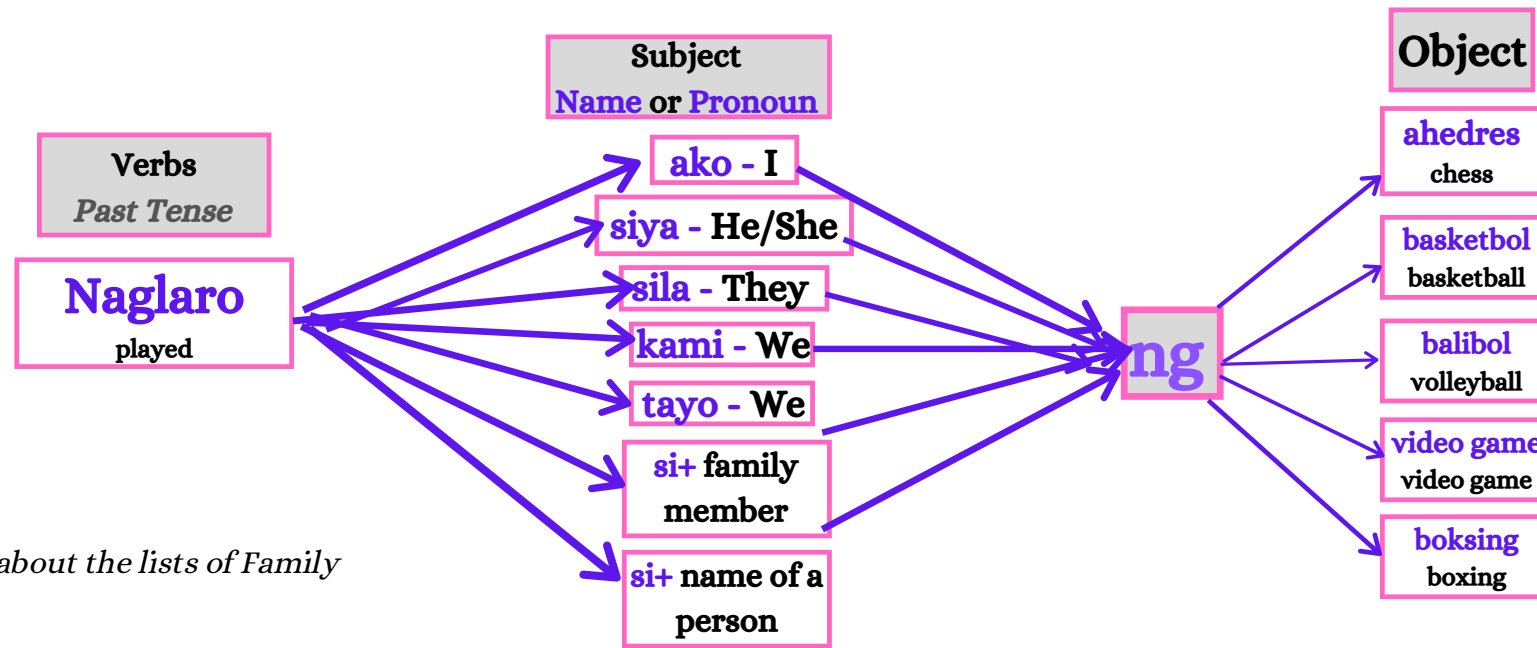 Verbs
Past Tense
Naglaro
played
about the lists of Family
Subject
Name or Pronoun
ako - I
siya - He/She
sila - They
kami - We
tayo - We
si+ family
member
si+ name of a
person
ng
Object
ahedres
chess
basketbol
basketball
balibol
volleyball
video game
video game
boksing
boxing